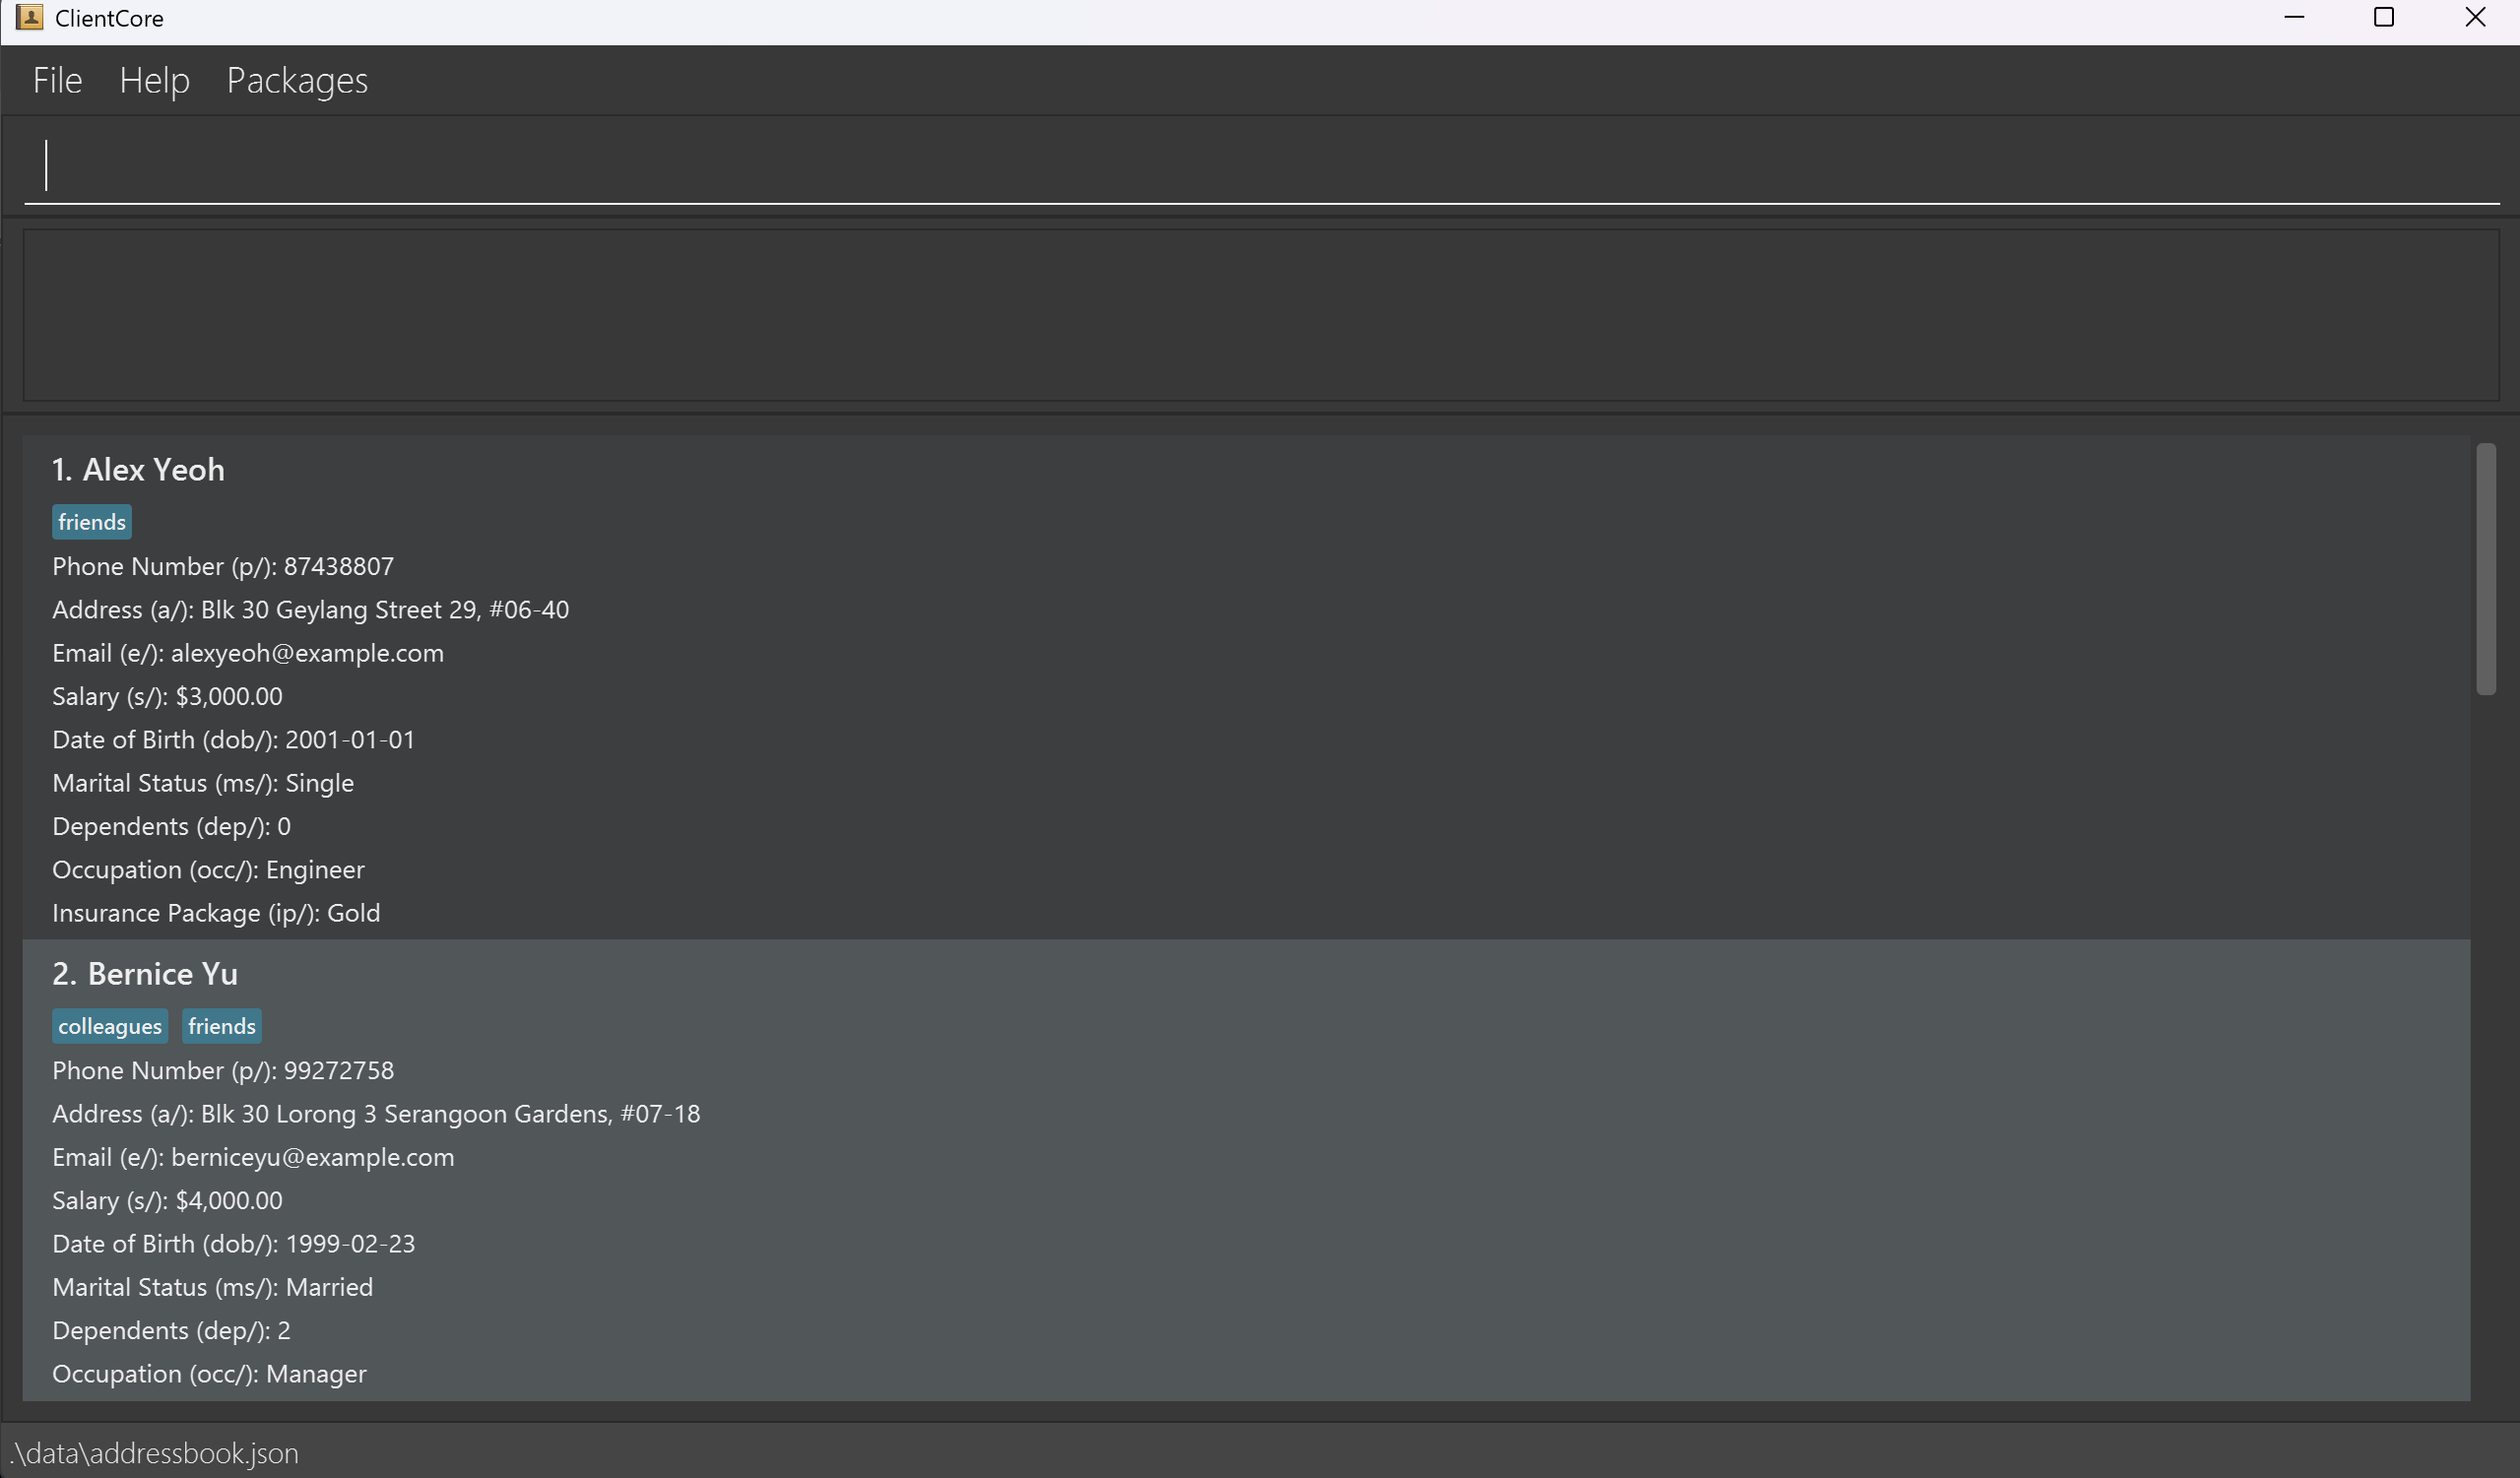 ClientCore
File Help Packages
1. Alex Yeoh
friends
Phone Number (p/): 87438807
Address (a/): Blk 30 Geylang Street 29, #06-40
Email (e/): alexyeoh@example.com
Salary (s/): $3,000.00
Date of Birth (dob/): 2001-01-01
Marital Status (ms/): Single
Dependents (dep/): 0
Occupation (occ/): Engineer
Insurance Package (ip/): Gold
2. Bernice Yu
colleagues friends
Phone Number (p/): 99272758
Address (a/): Blk 30 Lorong 3 Serangoon Gardens, #07-18
Email (e/): berniceyu@example.com
Salary (s/): $4,000.00
Date of Birth (dob/): 1999-02-23
Marital Status (ms/): Married
Dependents (dep/): 2
Occupation (occ/): Manager
.\data\addressbook.json